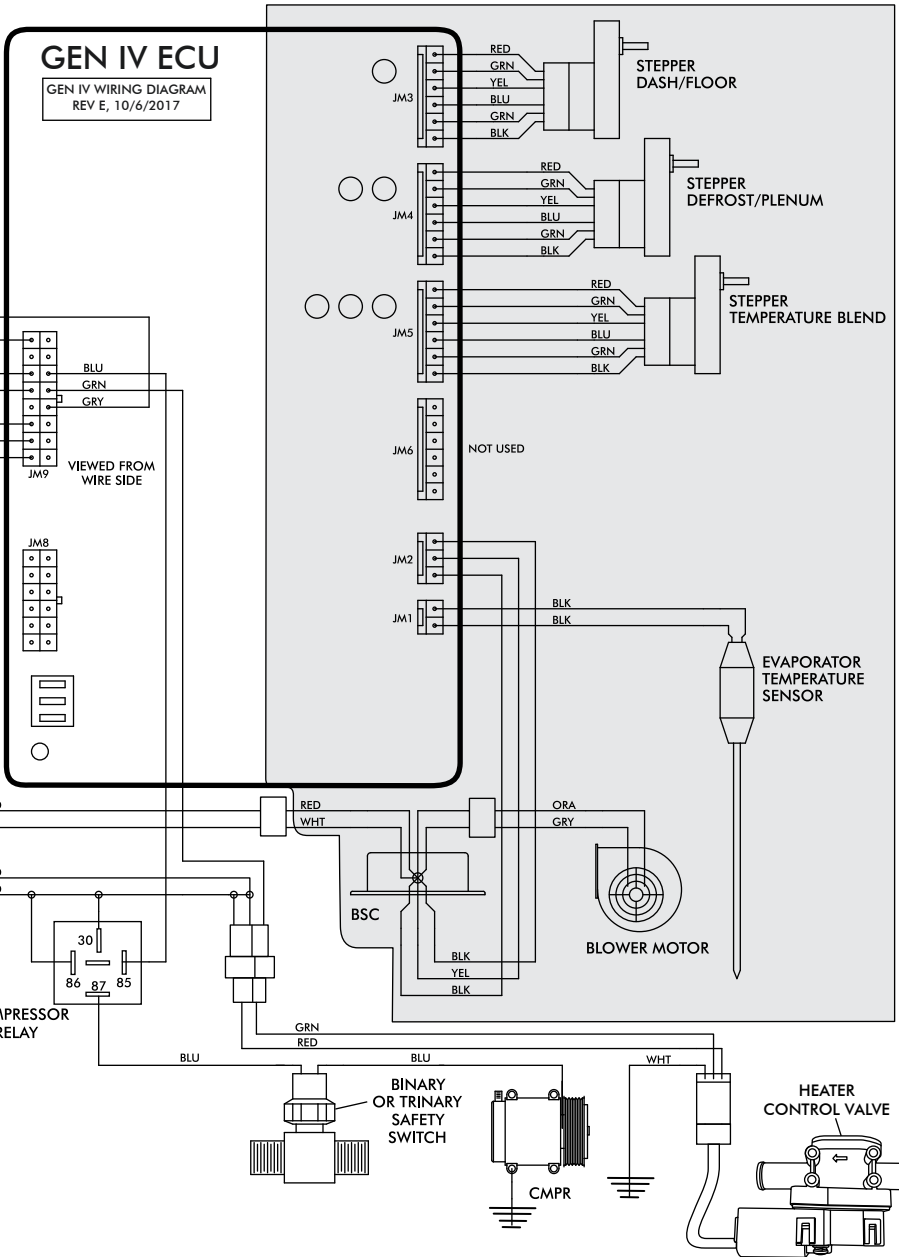 GEN IV ECU
GEN IV WIRING DIAGRAM
REV E, 10/6/2017
JM3
RED
GRN
YEL
BLU
GRN
BLK
STEPPER
DASH/FLOOR
JM4
RED
GRN
YEL
BLU
GRN
BLK
STEPPER
DEFROST/PLENUM
JM5
RED
GRN
YEL
BLU
GRN
BLK
STEPPER
TEMPERATURE BLEND
BLU
GRN
GRY
JM9
VIEWED FROM
WIRE SIDE
JM6
NOT USED
JM8
JM2
JM1
BLK
BLK
EVAPORATOR
TEMPERATURE
SENSOR
RED
WHT
ORA
GRY
BSC
BLOWER MOTOR
BLK
YEL
BLK
30
86
87
85
MPRESSOR
RELAY
GRN
RED
BLU
BLU
WHT
BINARY
OR TRINARY
SAFETY
SWITCH
CMPR
HEATER
CONTROL VALVE